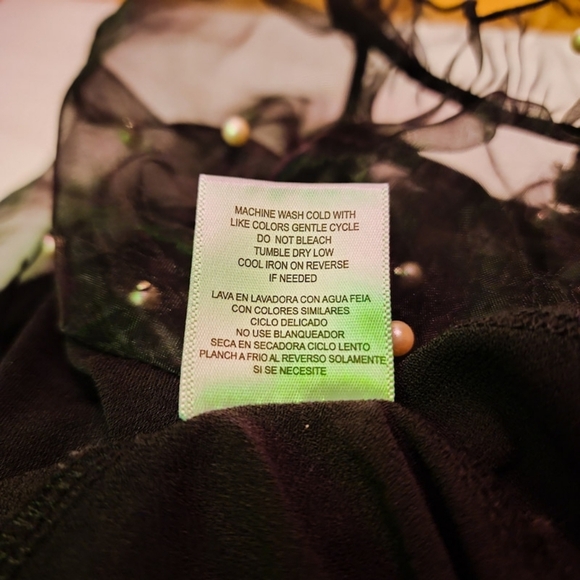 MACHINE WASH COLD WITH
LIKE COLORS GENTLE CYCLE
DO NOT BLEACH
TUMBLE DRY LOW
COOL IRON ON REVERSE
IF NEEDED
LAVA EN LAVADORA CON AGUA FEIA
CON COLORES SIMILARES
CICLO DELICADO
NO USE BLANQUEADOR
SECA EN SECADORA CICLO LENTO
PLANCH A FRIO AL REVERSO SOLAMENTE
SI SE NECESITE